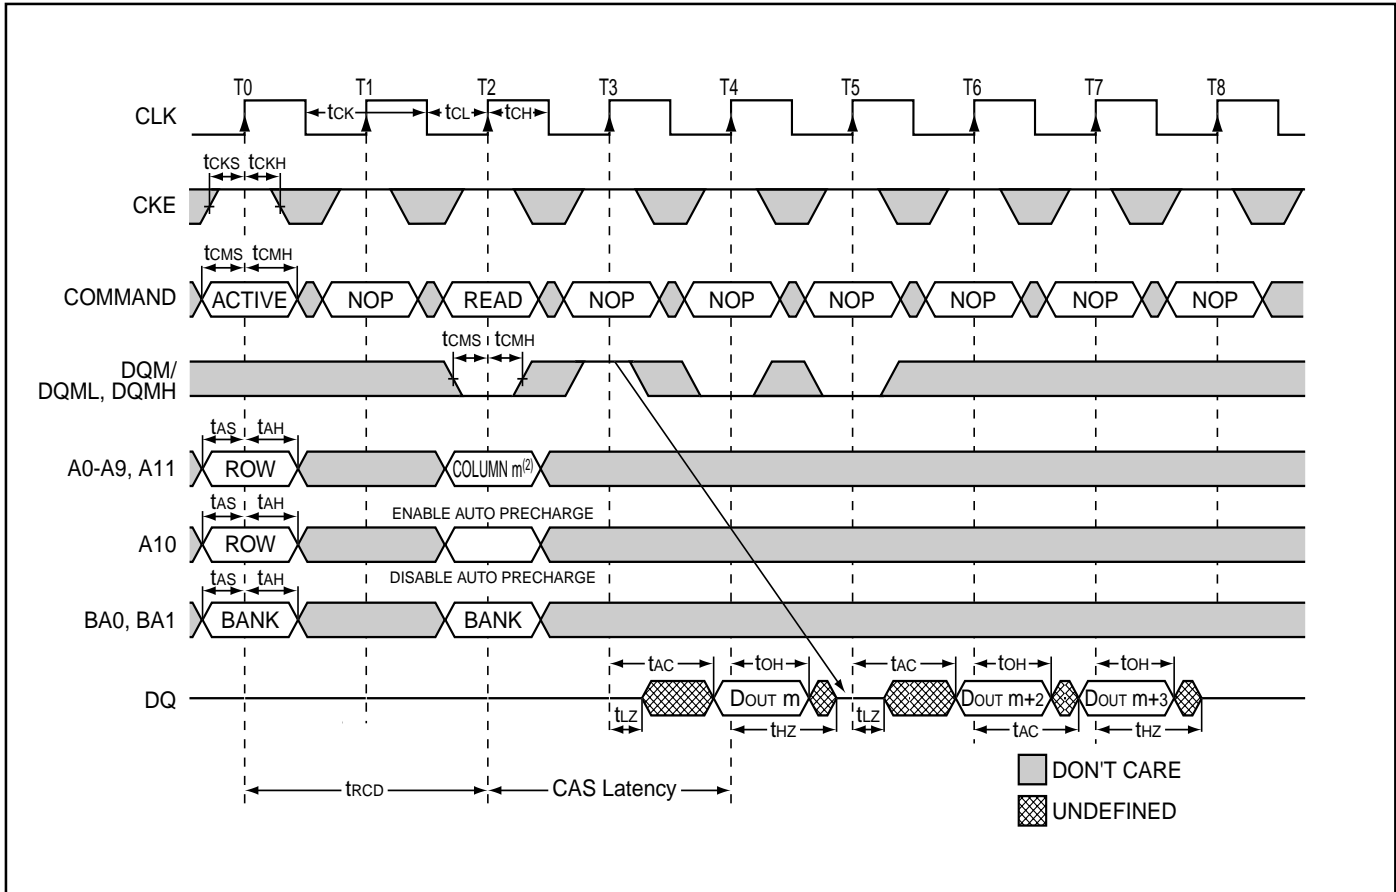 T0 T1 T2 T3 T4 T5 T6 T7 T8
CLK tCK tCL tCH
tCKS tCKH
CKE
tCMS tCMH
COMMAND ACTIVE NOP READ NOP NOP NOP NOP NOP NOP
tCMS tCMH
DQM/
DQML, DQMH
tAS tAH
A0-A9, A11 ROW COLUMN m(2)
tAS tAH ENABLE AUTO PRECHARGE
A10 ROW
tAS tAH DISABLE AUTO PRECHARGE
BA0, BA1 BANK BANK
tAC tOH tAC tOH tOH
DQ DOUT m DOUT m+2 DOUT m+3
tLZ tHZ tLZ tAC tHZ
DON'T CARE
tRCD CAS Latency
UNDEFINED